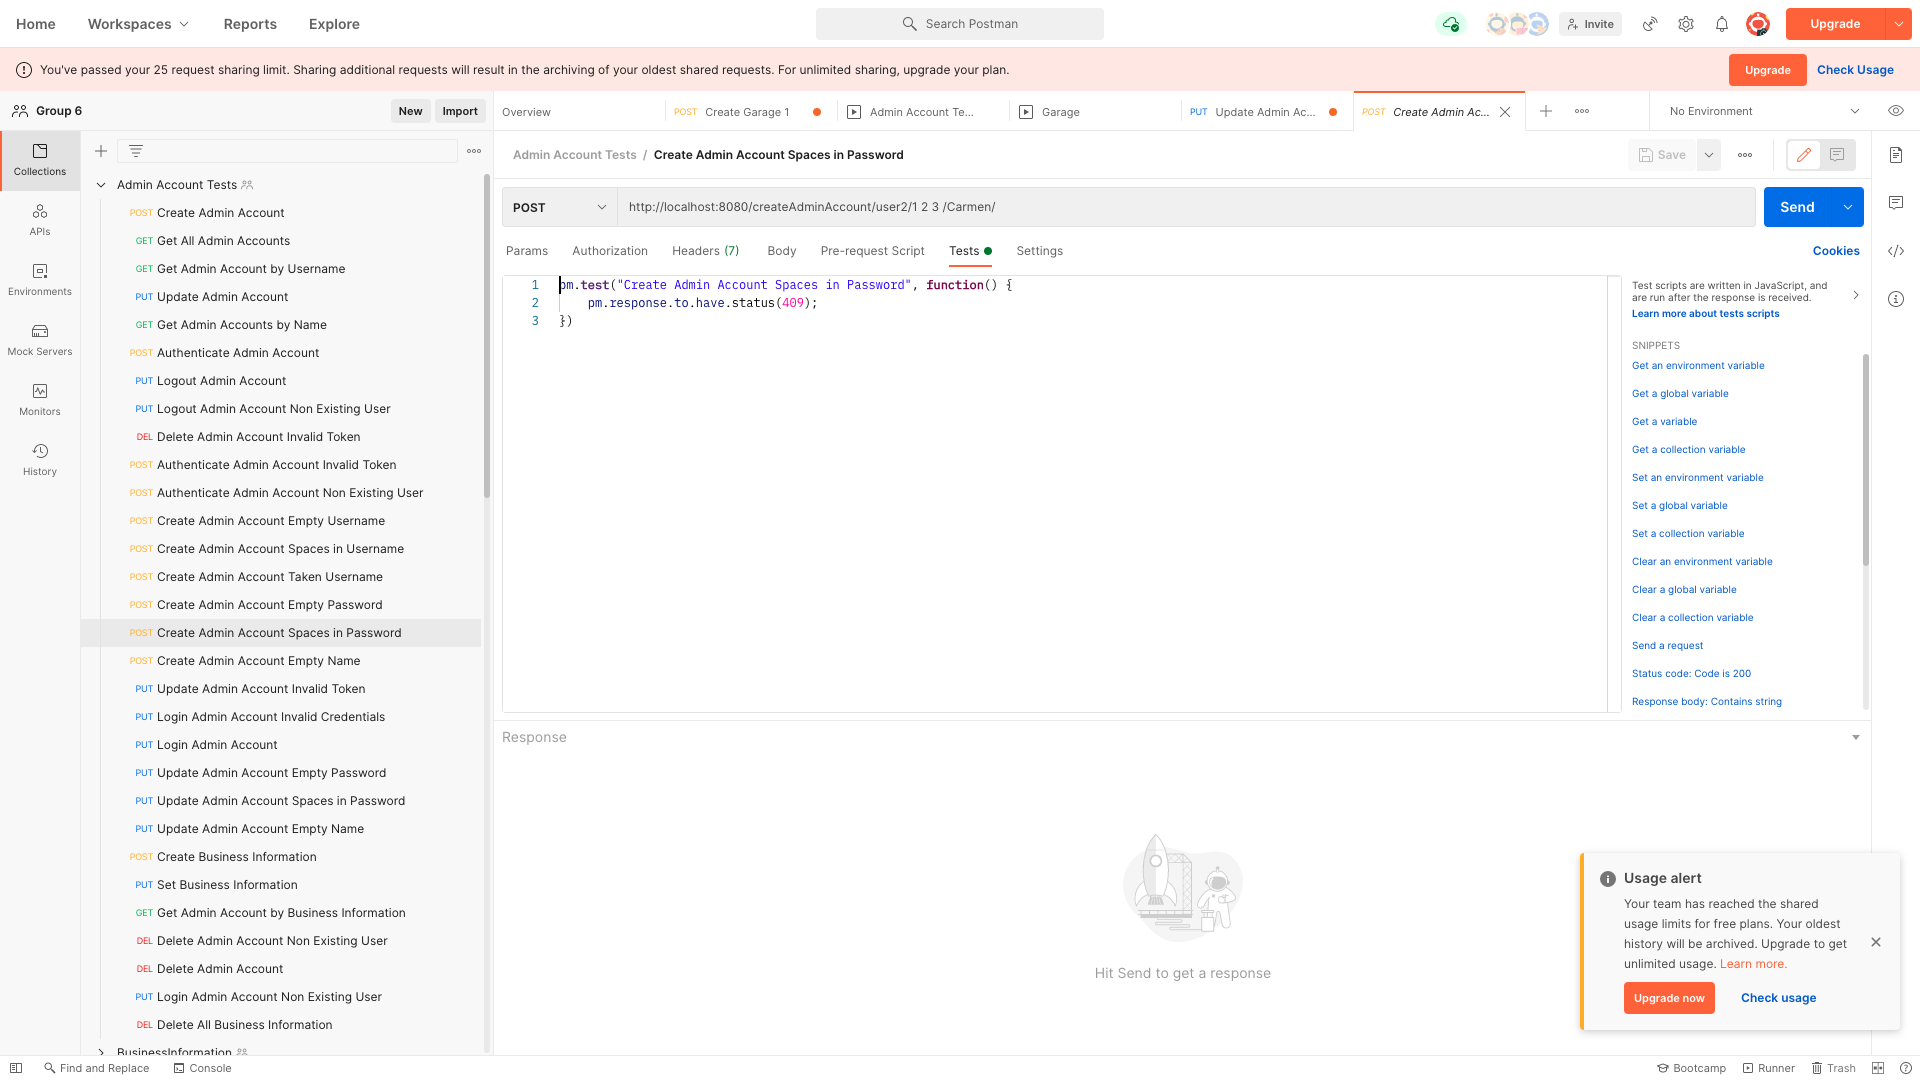 Home
Workspaces
Reports
Explore
Search Postman
Invite
Upgrade
You've passed your 25 request sharing limit. Sharing additional requests will result in the archiving of your oldest shared requests. For unlimited sharing, upgrade your plan.
Upgrade
Check Usage
Group 6
New
Import
Overview
POST Create Garage 1
Admin Account Te...
Garage
PUT Update Admin Ac...
POST Create Admin Ac...
No Environment
Collections
APIs
Environments
Mock Servers
Monitors
History
Admin Account Tests
POST Create Admin Account
GET Get All Admin Accounts
GET Get Admin Account by Username
PUT Update Admin Account
GET Get Admin Accounts by Name
POST Authenticate Admin Account
PUT Logout Admin Account
PUT Logout Admin Account Non Existing User
DEL Delete Admin Account Invalid Token
POST Authenticate Admin Account Invalid Token
POST Authenticate Admin Account Non Existing User
POST Create Admin Account Empty Username
POST Create Admin Account Spaces in Username
POST Create Admin Account Taken Username
POST Create Admin Account Empty Password
POST Create Admin Account Spaces in Password
POST Create Admin Account Empty Name
PUT Update Admin Account Invalid Token
PUT Login Admin Account Invalid Credentials
PUT Login Admin Account
PUT Update Admin Account Empty Password
PUT Update Admin Account Spaces in Password
PUT Update Admin Account Empty Name
POST Create Business Information
PUT Set Business Information
GET Get Admin Account by Business Information
DEL Delete Admin Account Non Existing User
DEL Delete Admin Account
PUT Login Admin Account Non Existing User
DEL Delete All Business Information
BusinessInformation
Admin Account Tests / Create Admin Account Spaces in Password
Save
POST
http://localhost:8080/createAdminAccount/user2/1 2 3 /Carmen/
Send
Params
Authorization
Headers (7)
Body
Pre-request Script
Tests
Settings
Cookies
1 pm.test("Create Admin Account Spaces in Password", function() {
2 pm.response.to.have.status(409);
3 })
Test scripts are written in JavaScript, and
are run after the response is received.
Learn more about tests scripts
SNIPPETS
Get an environment variable
Get a global variable
Get a variable
Get a collection variable
Set an environment variable
Set a global variable
Set a collection variable
Clear an environment variable
Clear a global variable
Clear a collection variable
Send a request
Status code: Code is 200
Response body: Contains string
Response
Hit Send to get a response
Usage alert
Your team has reached the shared
usage limits for free plans. Your oldest
history will be archived. Upgrade to get
unlimited usage. Learn more.
Upgrade now
Check usage
Find and Replace
Console
Bootcamp
Runner
Trash